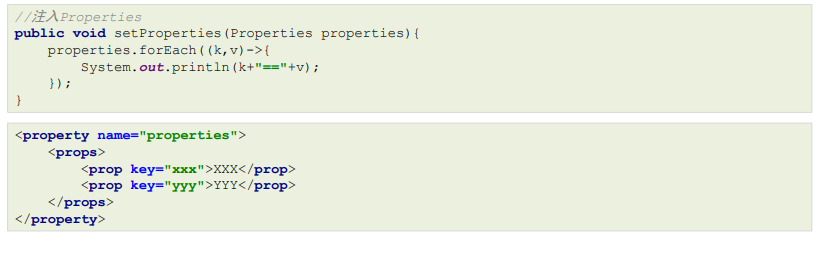 //注入Properties
public void setProperties(Properties properties){
    properties.forEach((k,v)->{
        System.out.println(k+"=="+v);
    });
}
<property name="properties">
    <props>
        <prop key="xxx">XXX</prop>
        <prop key="yyy">YYY</prop>
    </props>
</property>